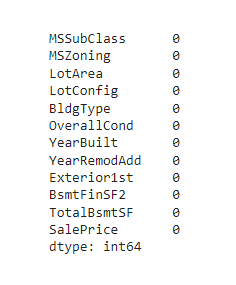 MSSubClass 0
MSZoning 0
LotArea 0
LotConfig 0
BldgType 0
OverallCond 0
YearBuilt 0
YearRemodAdd 0
Exterior1st 0
BsmtFinSF2 0
TotalBsmtSF 0
SalePrice 0
dtype: int64